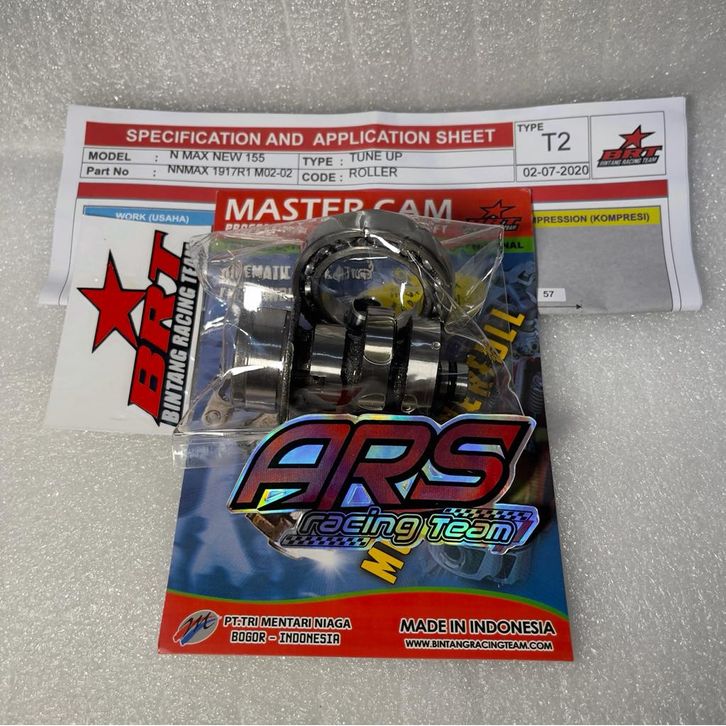 SPECIFICATION AND APPLICATION SHEET
TYPE
T2
02-07-2020
BRT
BINTANG RACING TEAM
MODEL : N MAX NEW 155
TYPE : TUNE UP
Part No : NNMAX 1917R1 M02-02
CODE : ROLLER
WORK (USAHA)
MPRESSION (KOMPRESI)
57
MASTER CAM
BRT
BRT
BINTANG RACING TEAM
ARS
racing Team
PT.TRI MENTARI NIAGA
BOGOR - INDONESIA
MADE IN INDONESIA
WWW.BINTANGRACINGTEAM.COM